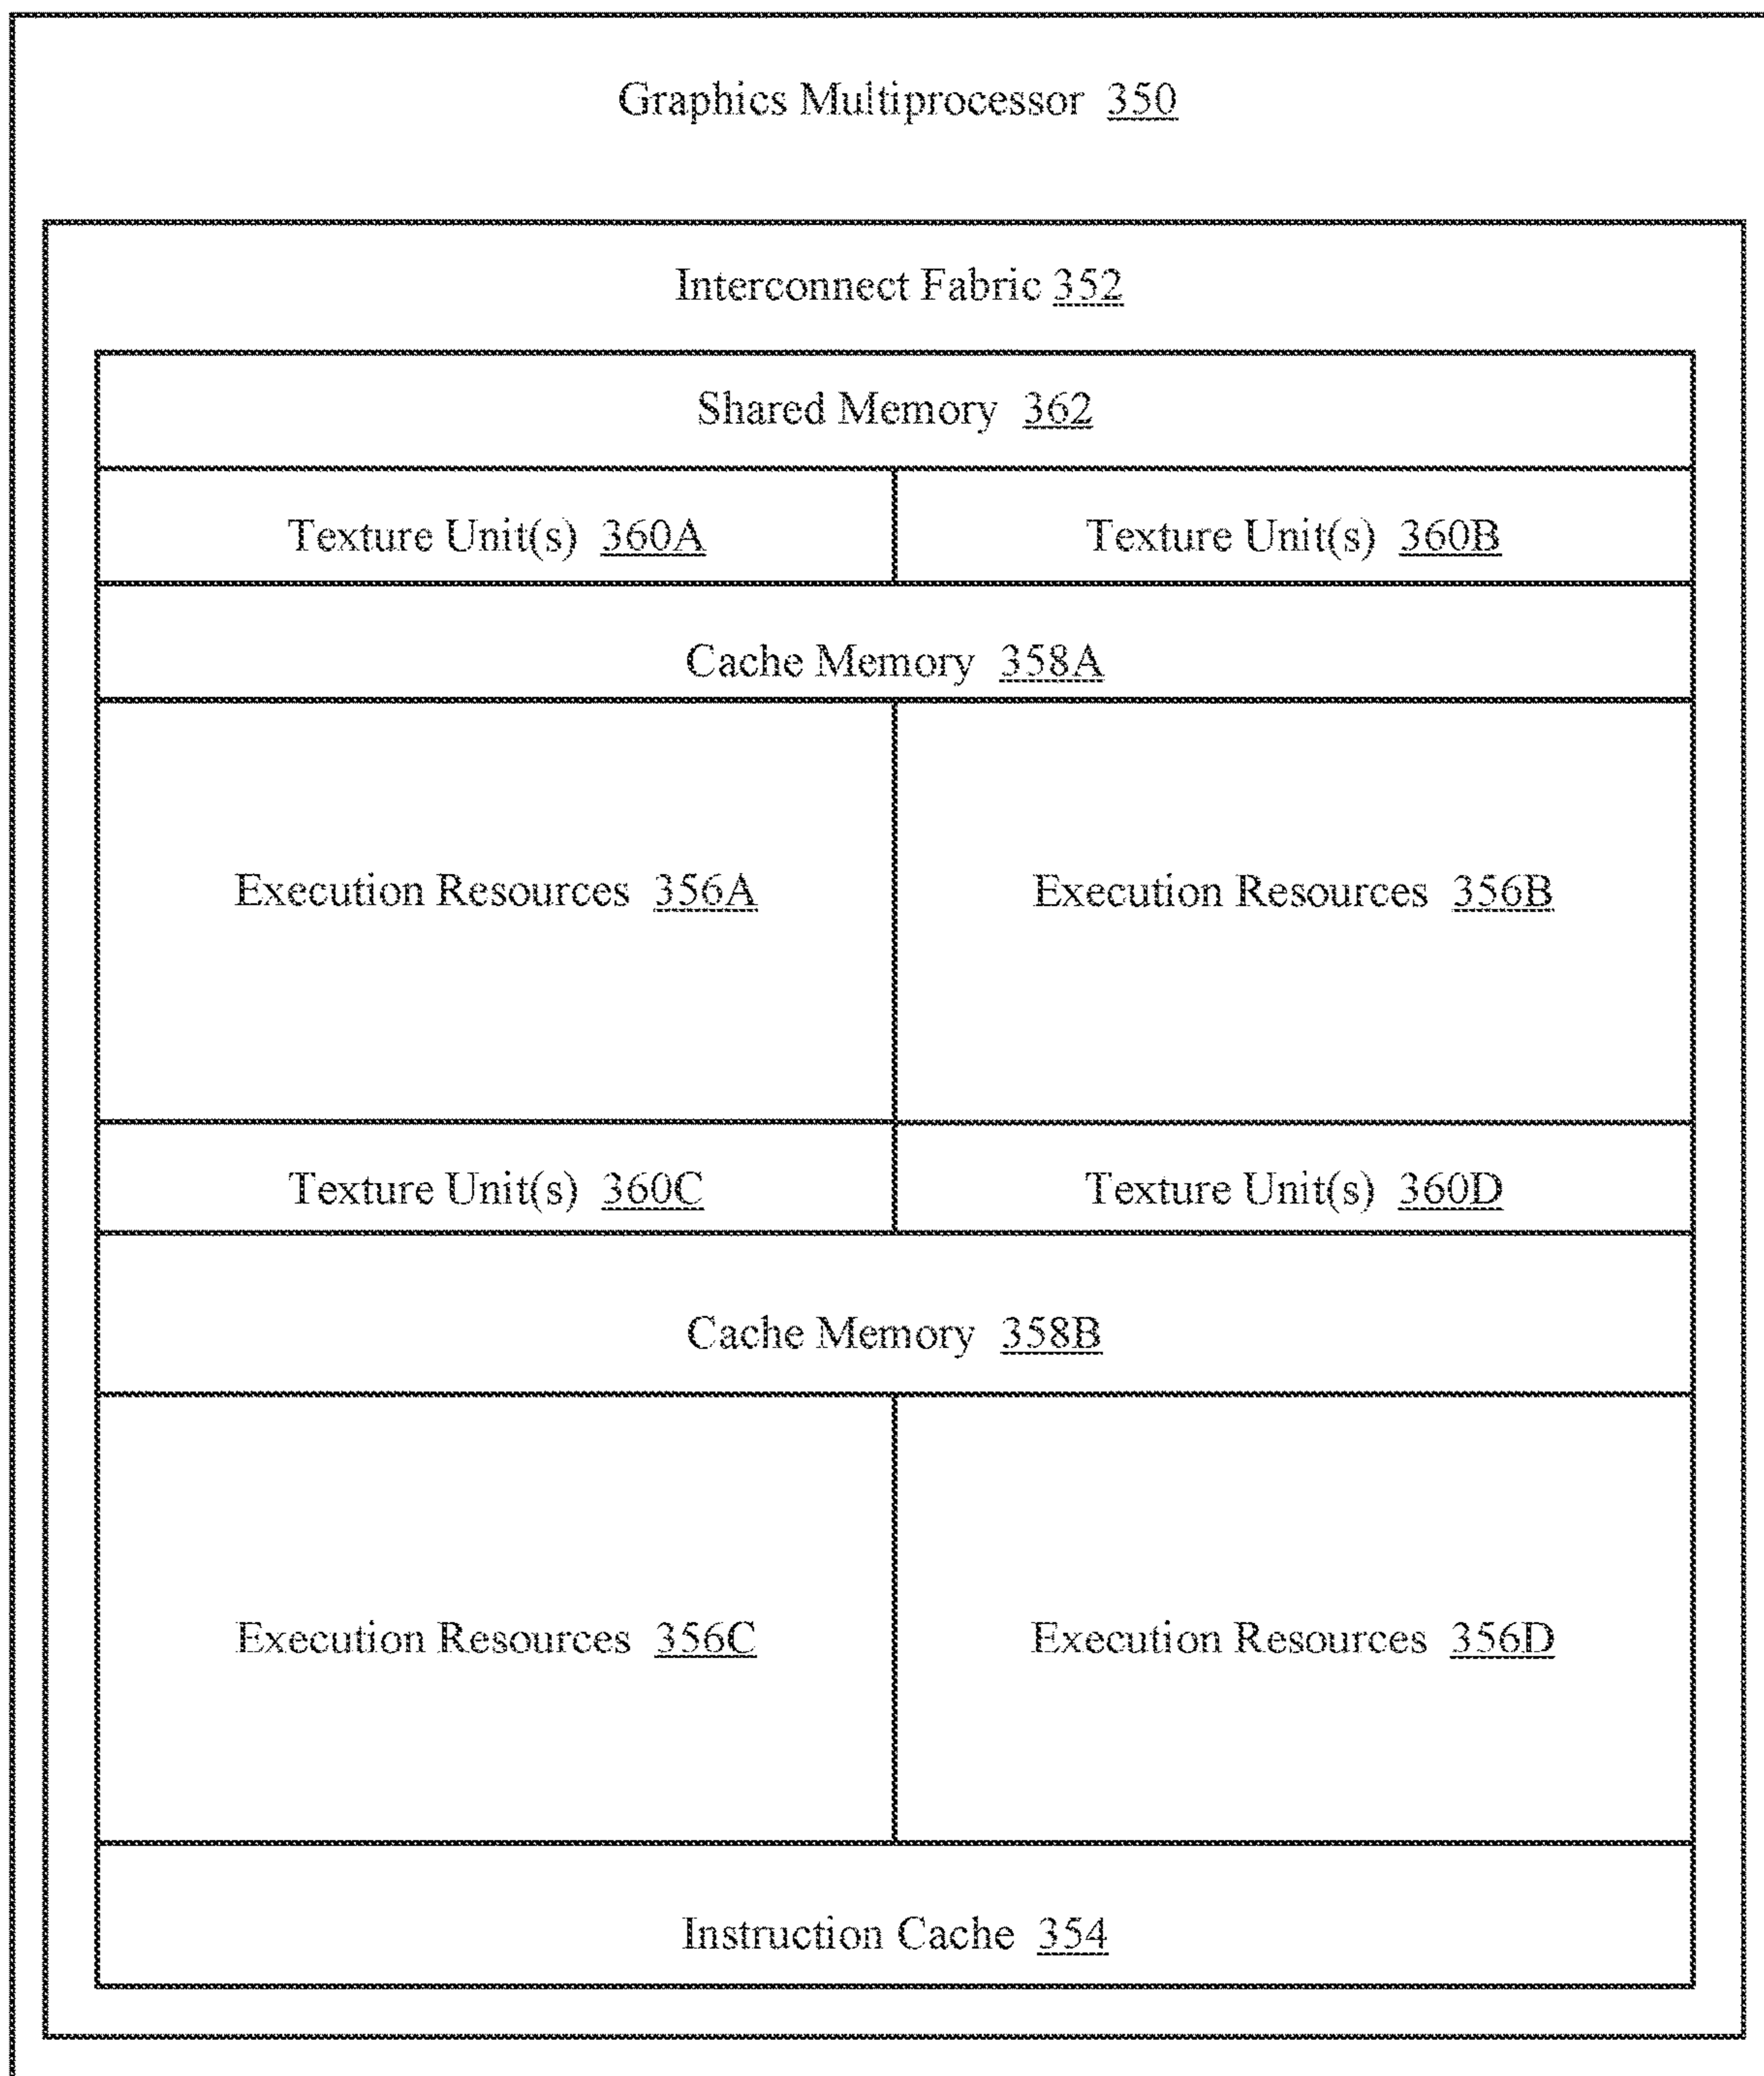 Graphics Multiprocessor 350
Interconnect Fabric 352
Shared Memory 362
Texture Unit(s) 360A
Texture Unit(s) 360B
Cache Memory 358A
Execution Resources 356A
Execution Resources 356B
Texture Unit(s) 360C
Texture Unit(s) 360D
Cache Memory 358B
Execution Resources 356C
Execution Resources 356D
Instruction Cache 354